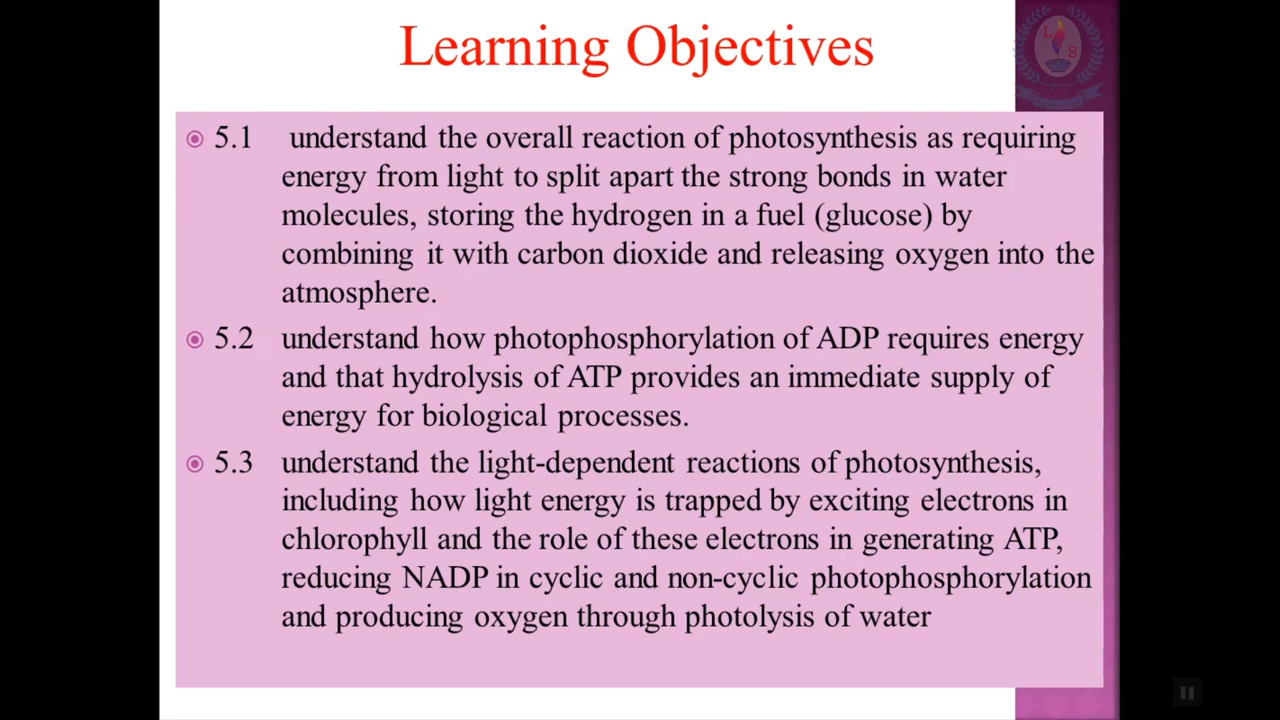 Learning Objectives
L
S
5.1 understand the overall reaction of photosynthesis as requiring
energy from light to split apart the strong bonds in water
molecules, storing the hydrogen in a fuel (glucose) by
combining it with carbon dioxide and releasing oxygen into the
atmosphere.
5.2 understand how photophosphorylation of ADP requires energy
and that hydrolysis of ATP provides an immediate supply of
energy for biological processes.
5.3 understand the light-dependent reactions of photosynthesis,
including how light energy is trapped by exciting electrons in
chlorophyll and the role of these electrons in generating ATP,
reducing NADP in cyclic and non-cyclic photophosphorylation
and producing oxygen through photolysis of water